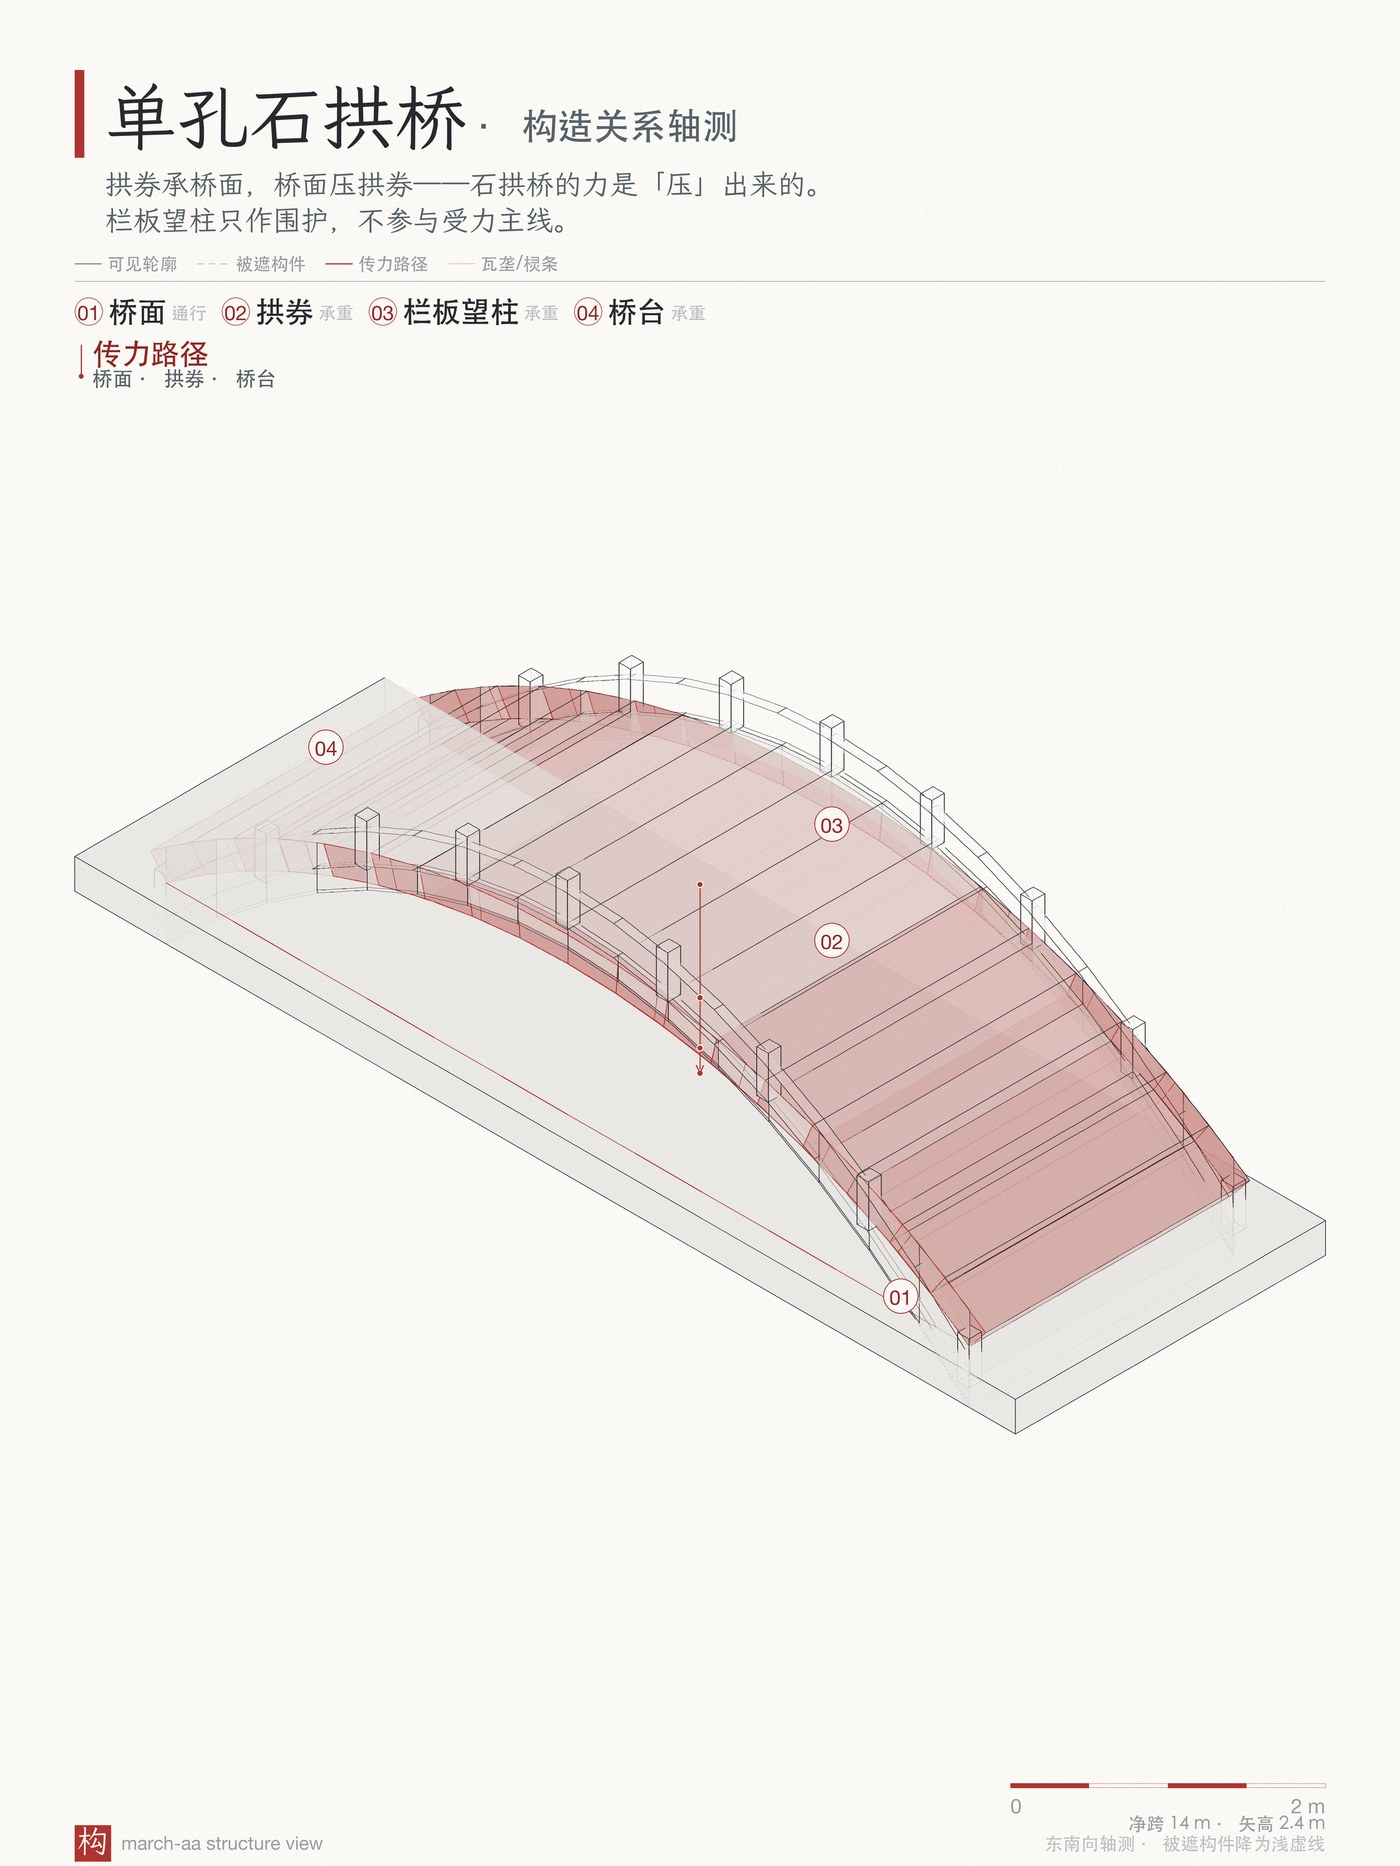 单孔石拱桥· 构造关系轴测
拱券承桥面，桥面压拱券——石拱桥的力是「压」出来的。
栏板望柱只作围护，不参与受力主线。
可见轮廓 被遮构件 传力路径 瓦垄/棂条
01 桥面 通行 02 拱券 承重 03 栏板望柱 承重 04 桥台 承重
传力路径
桥面· 拱券· 桥台
04
03
02
01
0 2 m
净跨 14 m· 矢高 2.4 m
东南向轴测· 被遮构件降为浅虚线
构 march-aa structure view